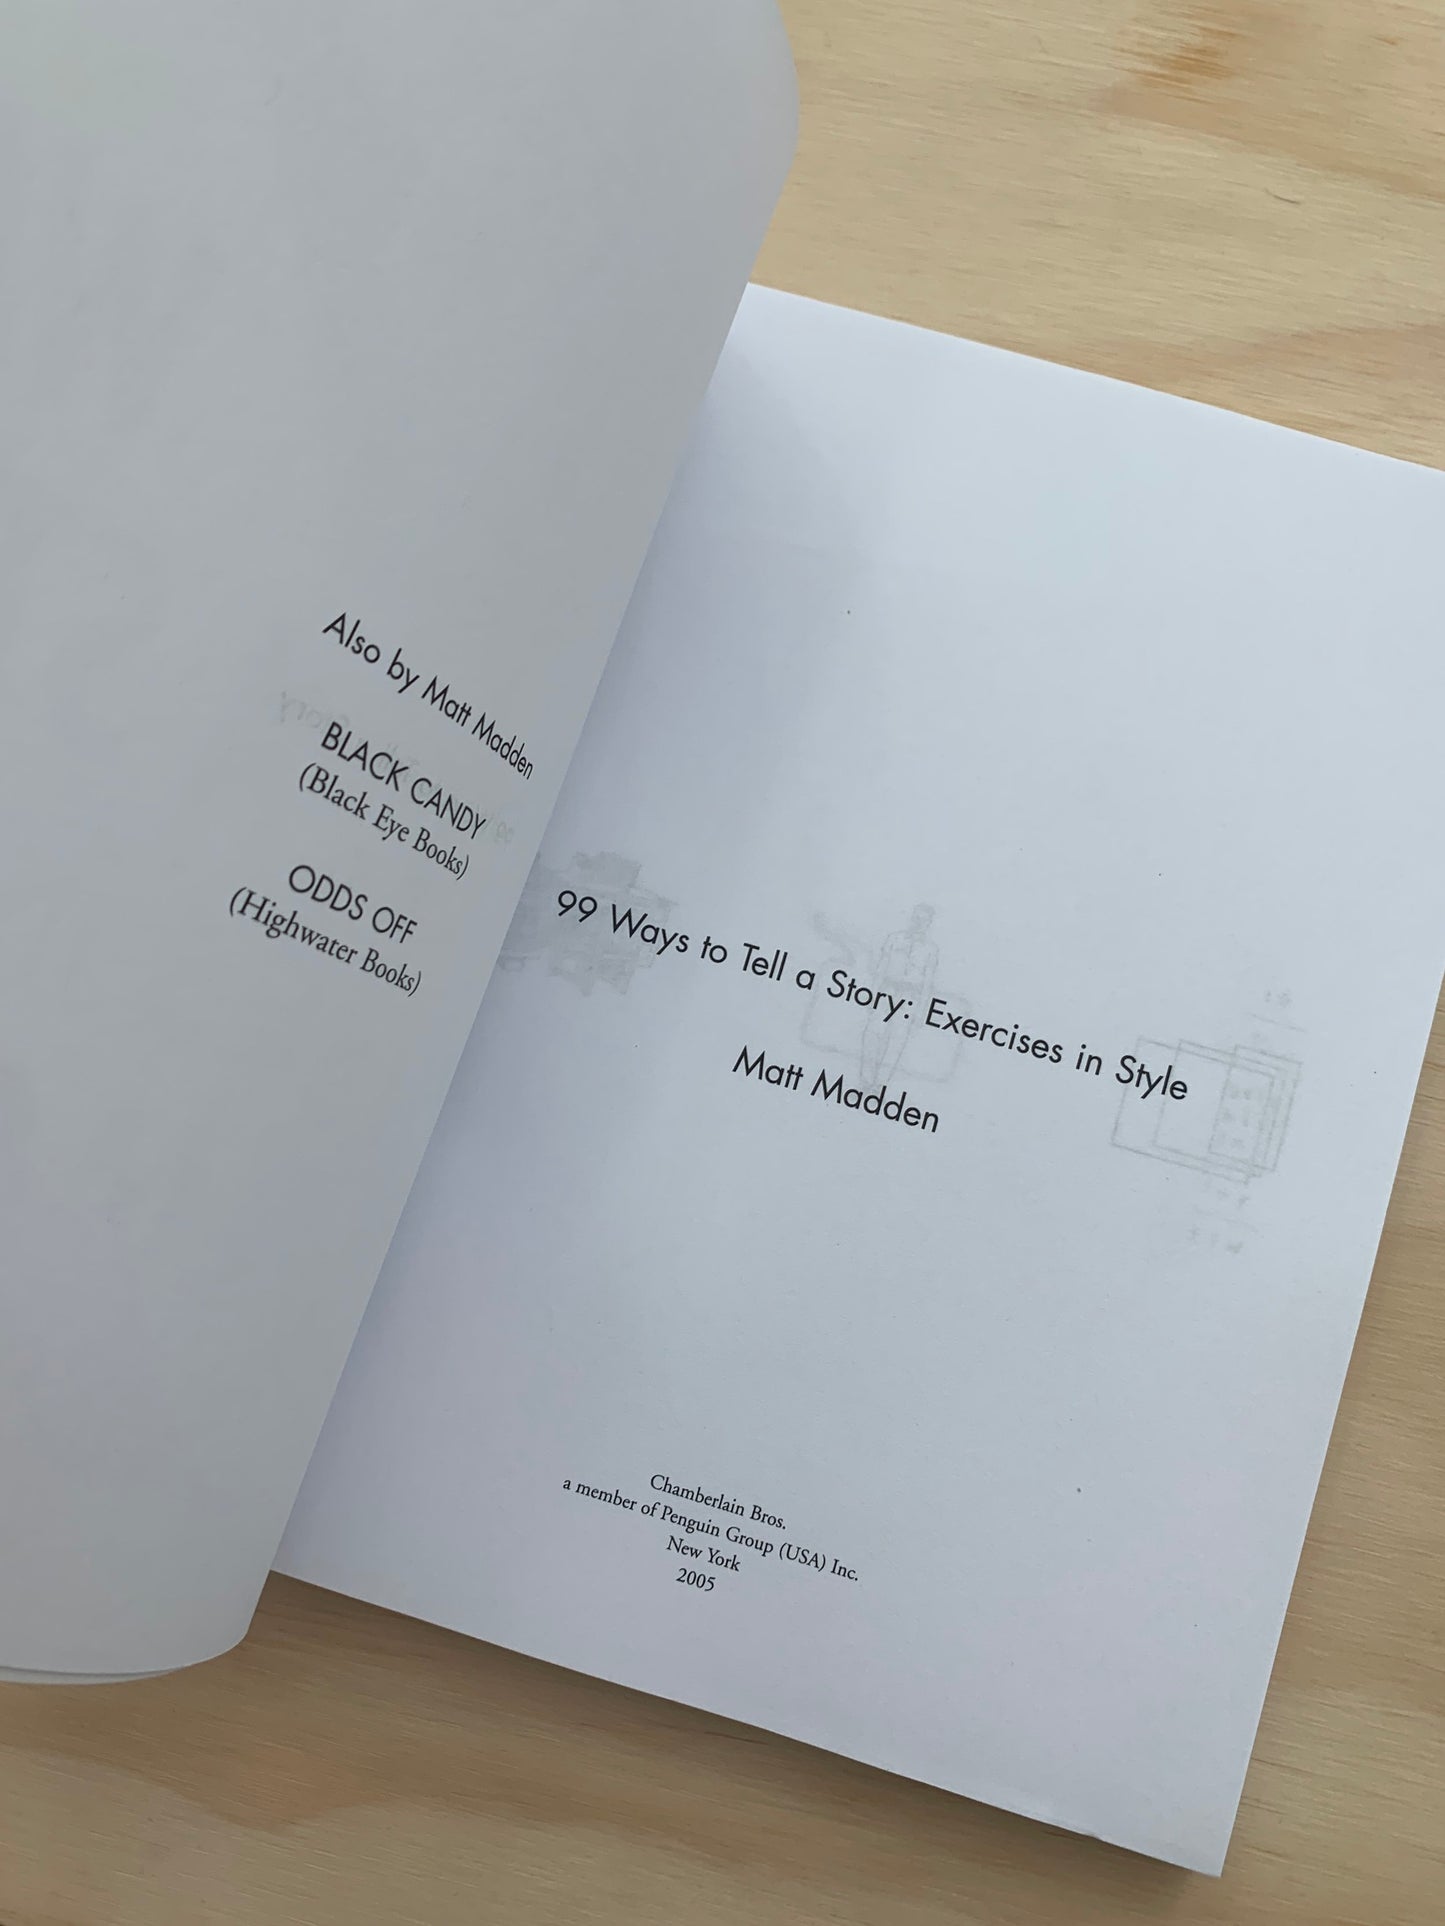 Also by Matt Madden
BLACK CANDY
(Black Eye Books)
ODDS OFF
(Highwater Books)
99 Ways to Tell a Story: Exercises in Style
Matt Madden
Chamberlain Bros.
a member of Penguin Group (USA) Inc.
New York
2005